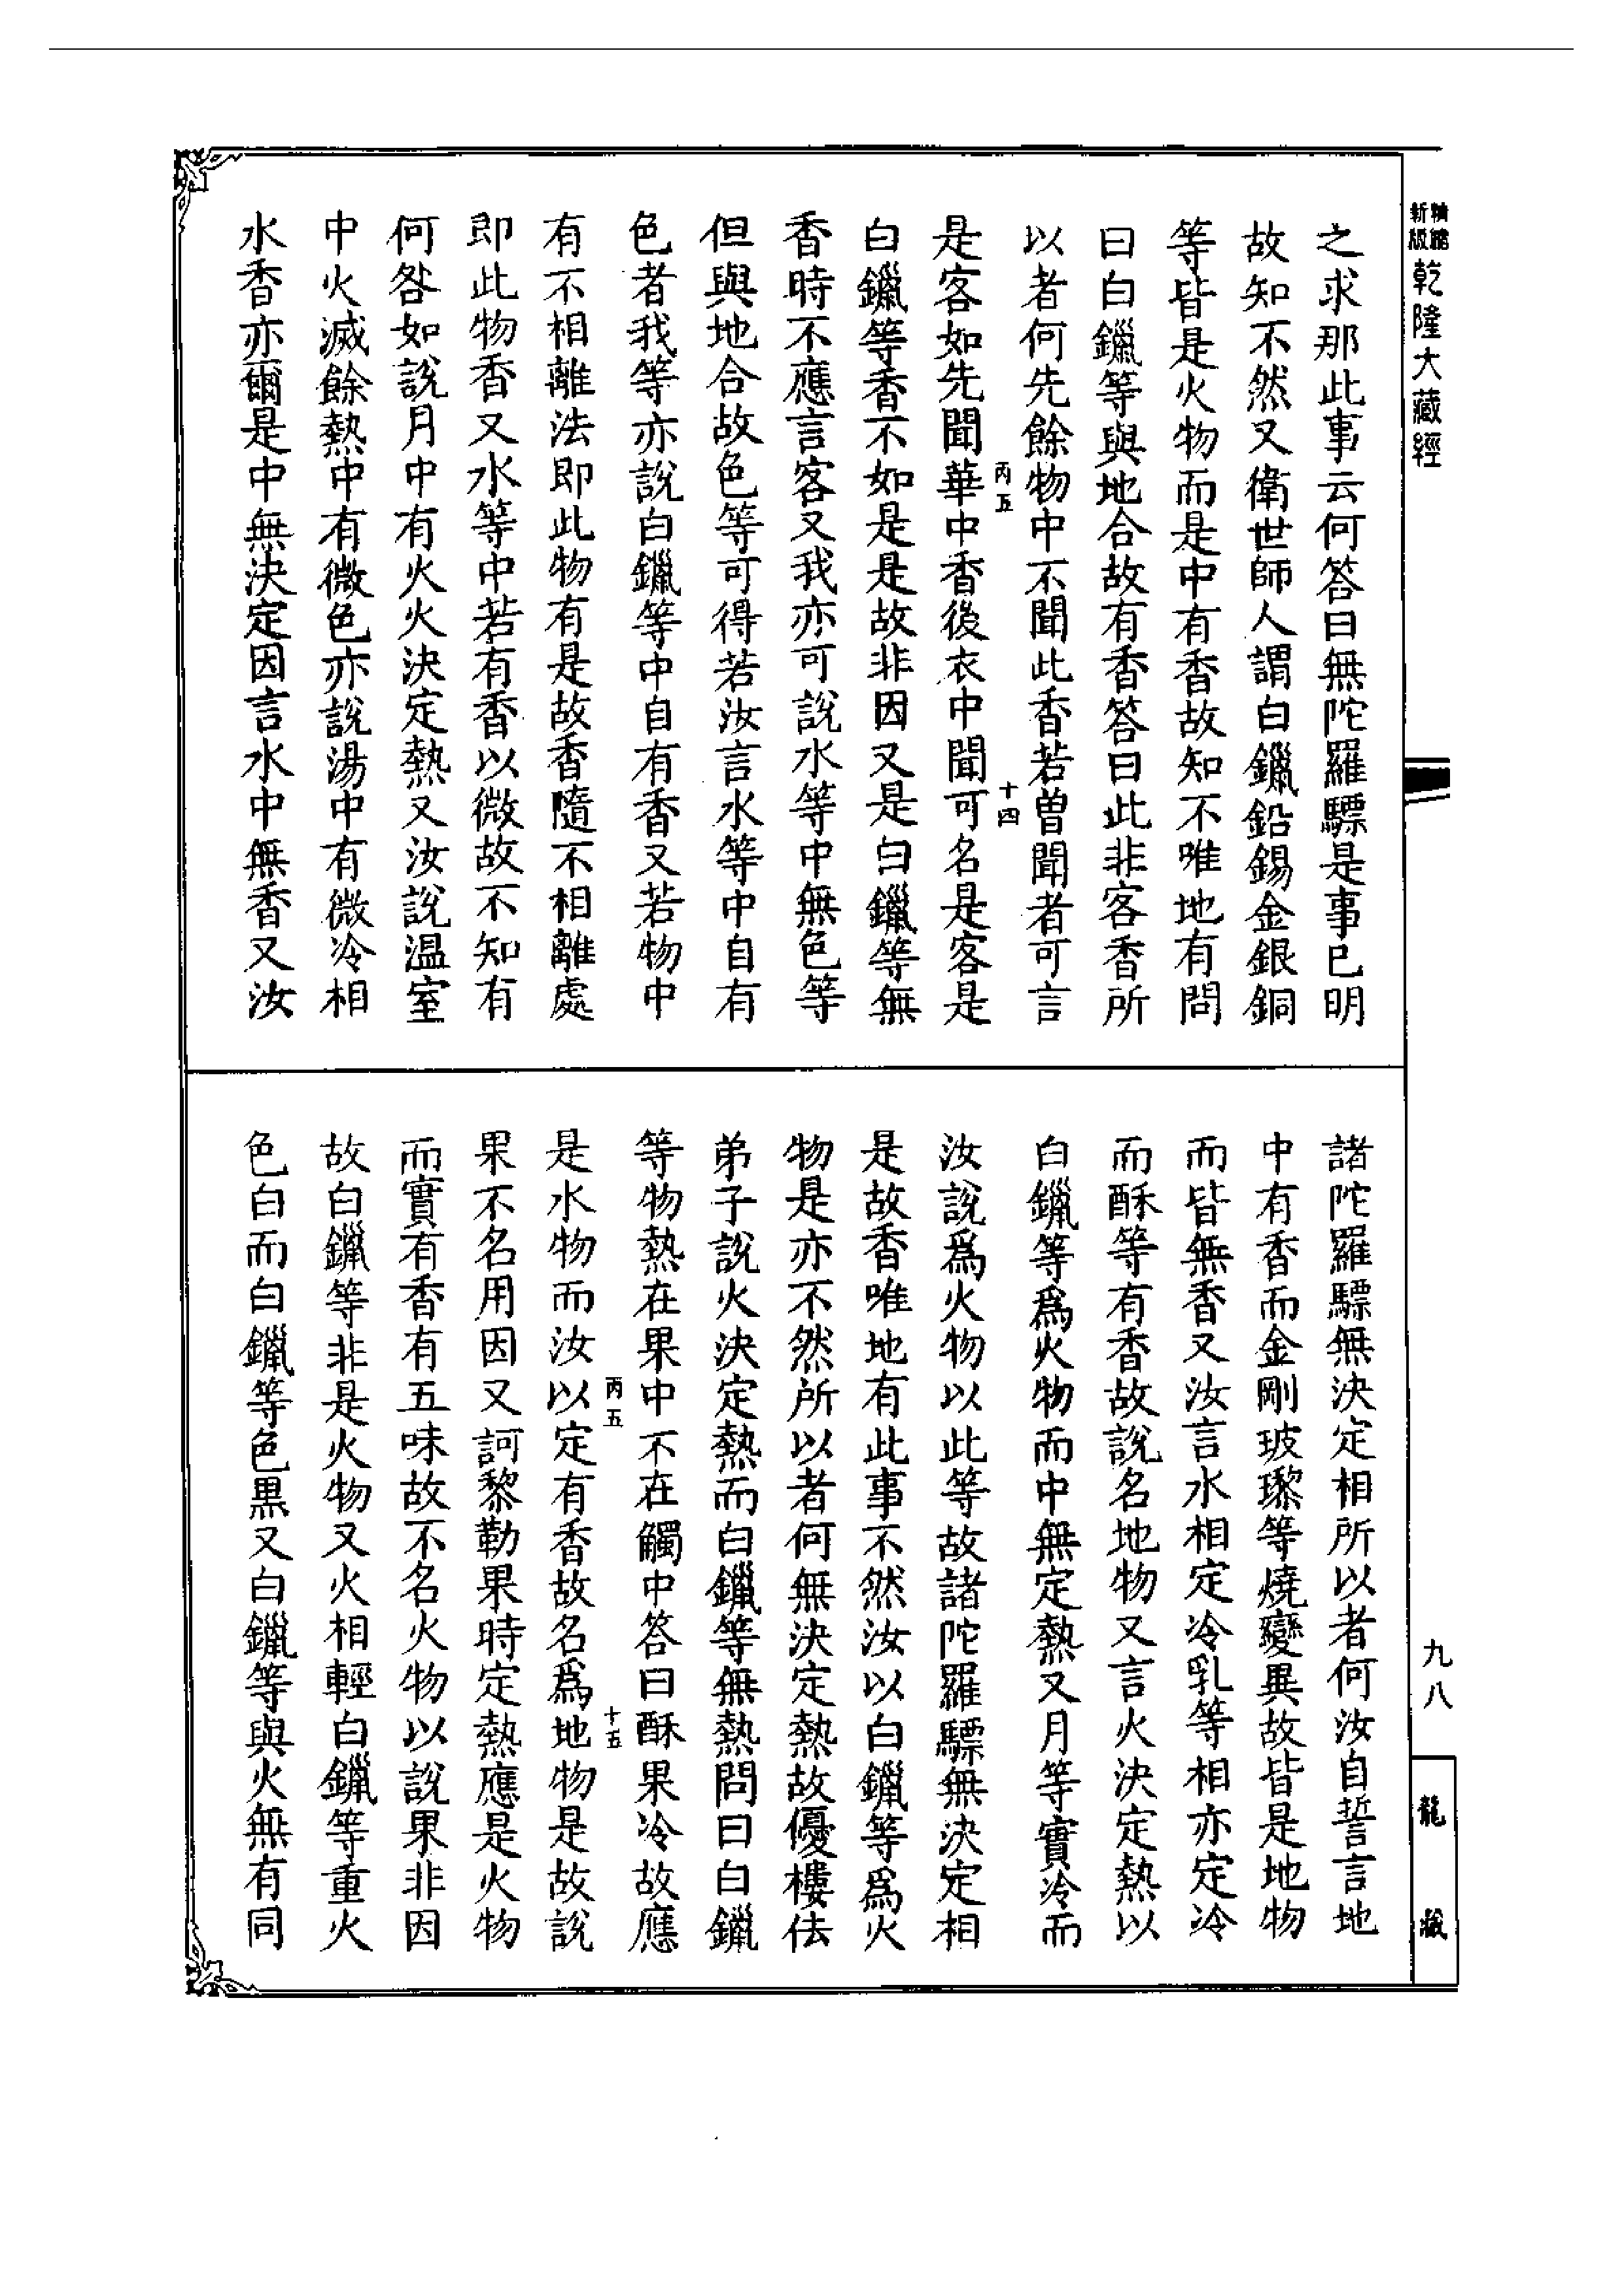 新版精縮
乾隆大藏經
之求那此事云何答曰無陀羅驃是事已明
故知不然又衛世師人謂白鑞鉛錫金銀銅
等皆是火物而是中有香故知不唯地有問
曰白鑞等與地合故有香答曰此非客香所
以者何先餘物中不聞此香若曾聞者可言
丙五
十四
是客如先聞華中香後衣中聞可名是客是
白鑞等香不如是是故非因又是白鑞等無
香時不應言客又我亦可說水等中無色等
但與地合故色等可得若汝言水等中自有
色者我等亦說白鑞等中自有香又若物中
有不相離法即此物有是故香隨不相離處
即此物香又水等中若有香以微故不知有
何咎如說月中有火火決定熱又汝說温室
中火滅餘熱中有微色亦說湯中有微冷相
水香亦爾是中無決定因言水中無香又汝
諸陀羅驃無決定相所以者何汝自誓言地
中有香而金剛玻瓈等燒變異故皆是地物
而皆無香又汝言水相定冷乳等相亦定冷
而酥等有香故說名地物又言火決定熱以
白鑞等爲火物而中無定熱又月等實冷而
汝說爲火物以此等故諸陀羅驃無決定相
是故香唯地有此事不然汝以白鑞等爲火
物是亦不然所以者何無決定熱故優樓佉
弟子說火決定熱而白鑞等無熱問曰白鑞
等物熱在果中不在觸中答曰酥果冷故應
丙五
十五
是水物而汝以定有香故名爲地物是故說
果不名用因又訶黎勒果時定熱應是火物
而實有香有五味故不名火物以說果非因
故白鑞等非是火物又火相輕白鑞等重火
色白而白鑞等色黒又白鑞等與火無有同
九八
龍藏